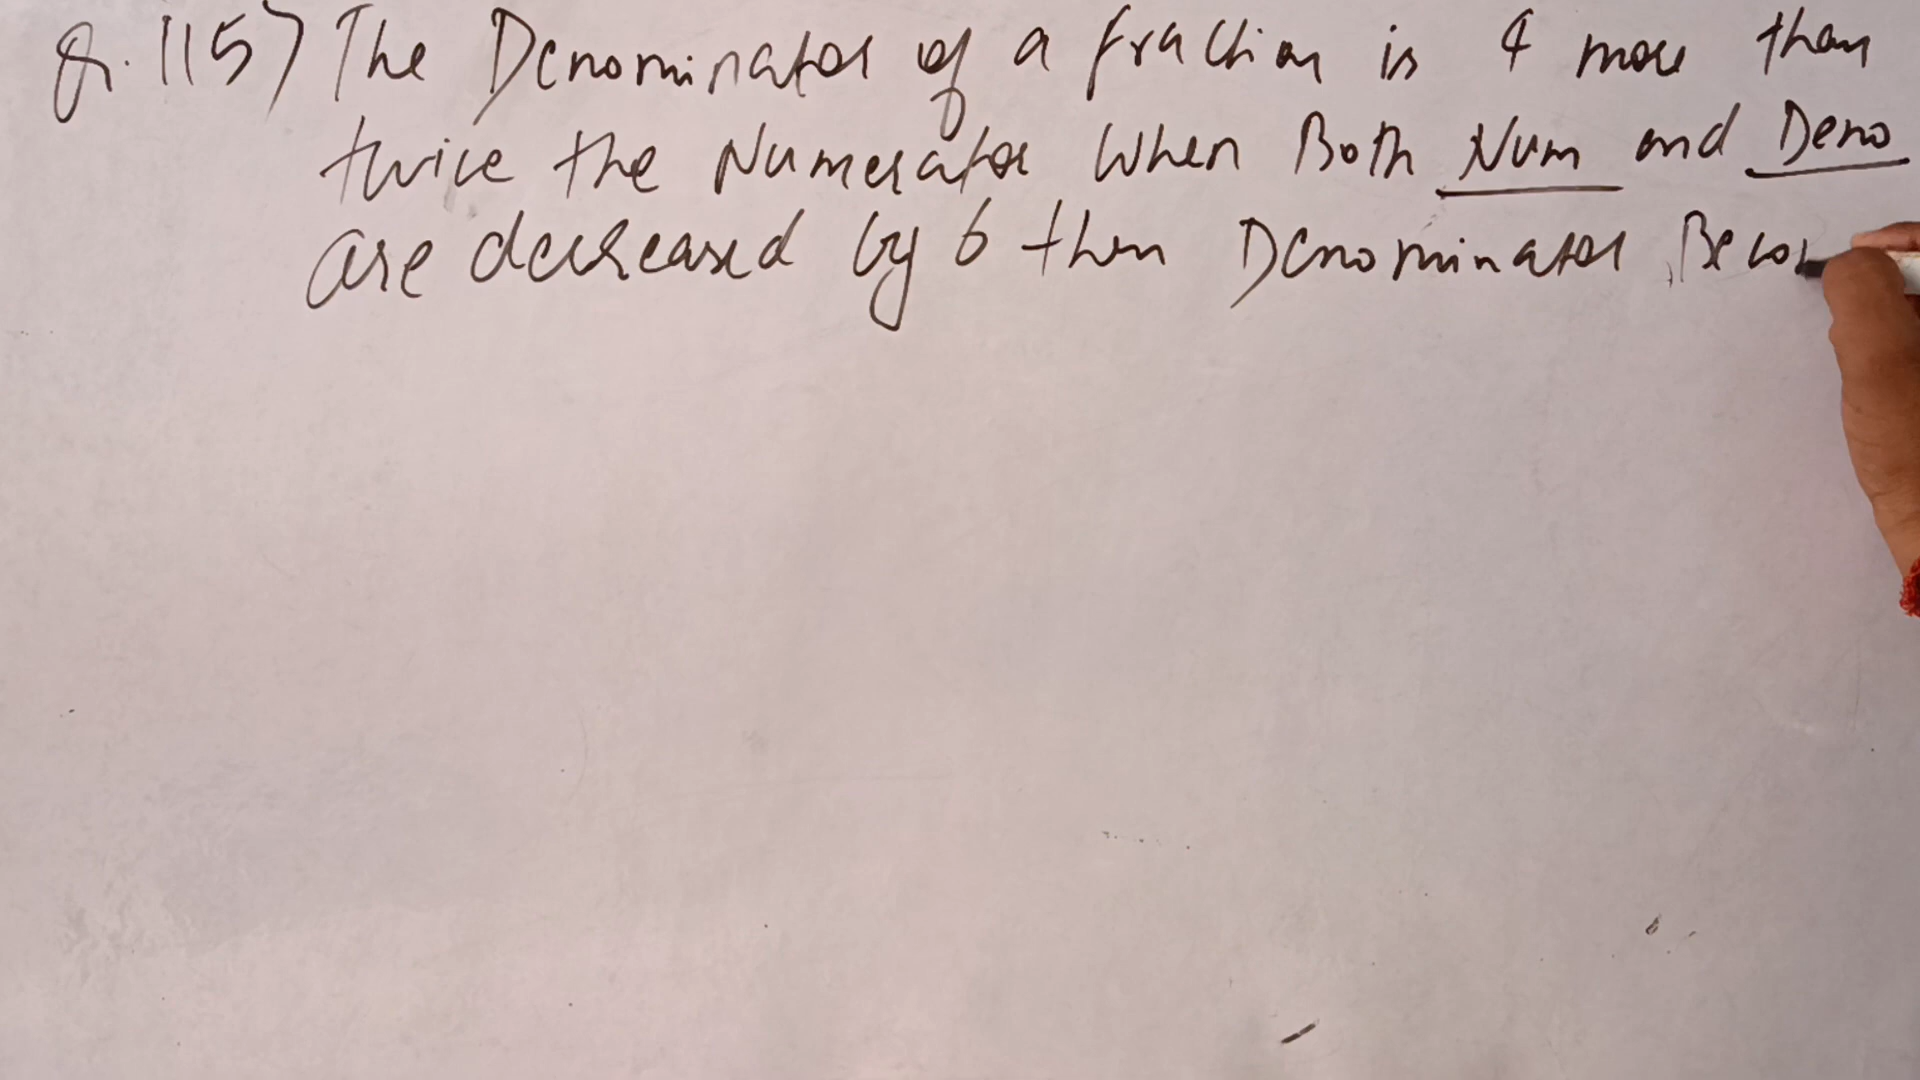 Q. 115) The Denominator of a fraction is 4 more than
twice the Numerator When Both Num and Deno
are decreased by 6 then Denominator Becom